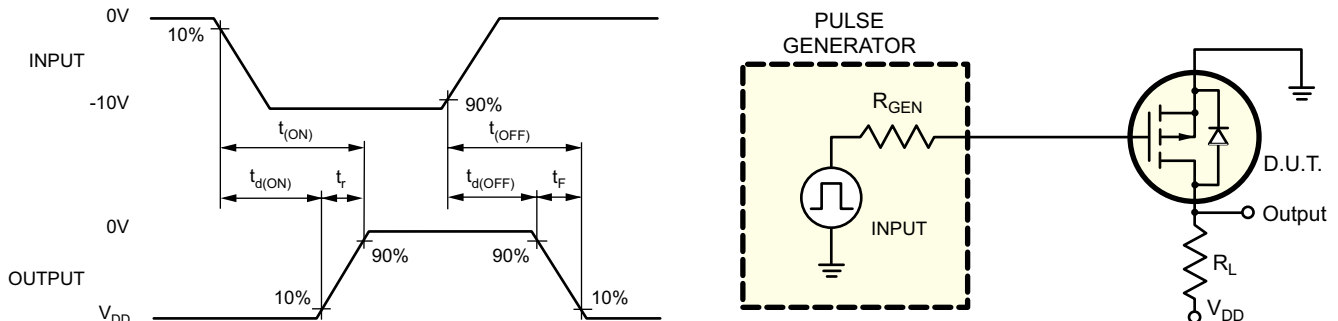 0V
10%
INPUT
-10V
90%
t(ON)
t(OFF)
td(ON)
tr
td(OFF)
tF
0V
90%
90%
OUTPUT
10%
10%
VDD
PULSE
GENERATOR
RGEN
INPUT
D.U.T.
Output
RL
VDD